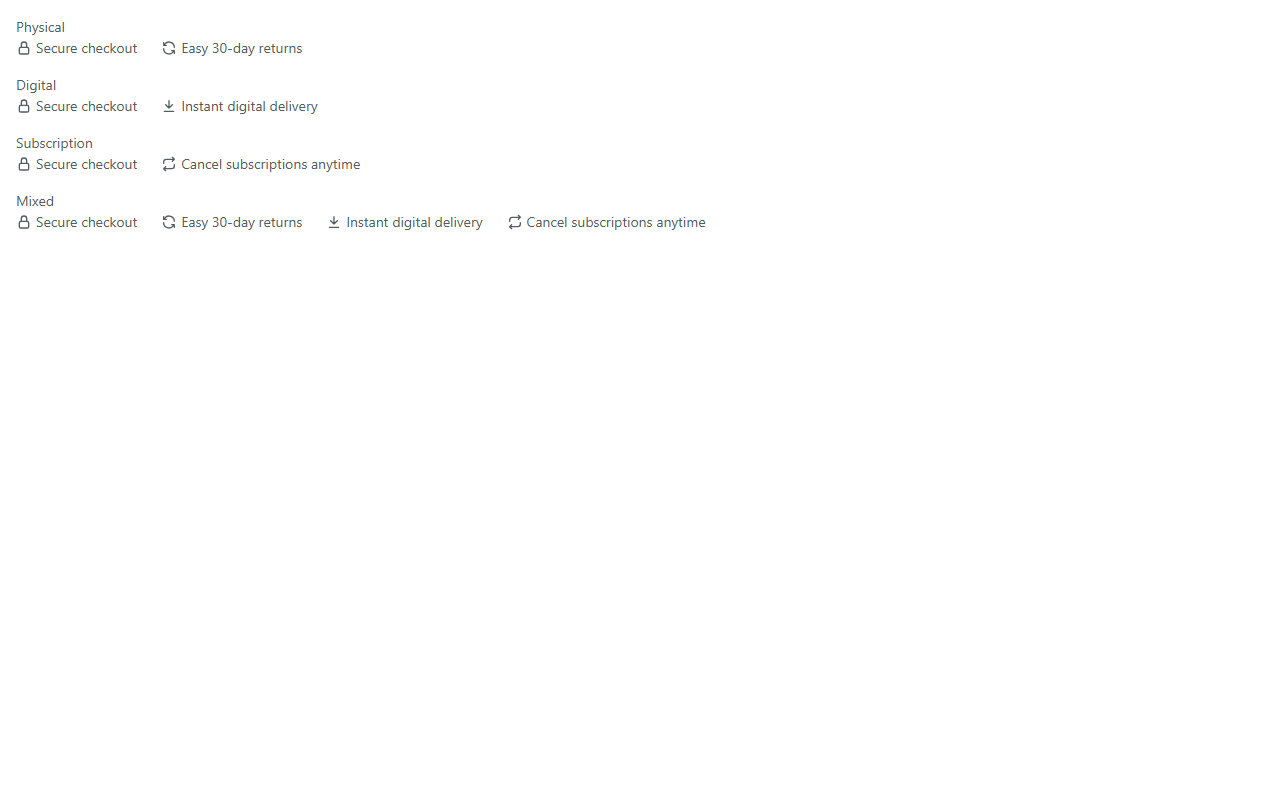 Physical
Secure checkout Easy 30-day returns
Digital
Secure checkout Instant digital delivery
Subscription
Secure checkout Cancel subscriptions anytime
Mixed
Secure checkout Easy 30-day returns Instant digital delivery Cancel subscriptions anytime